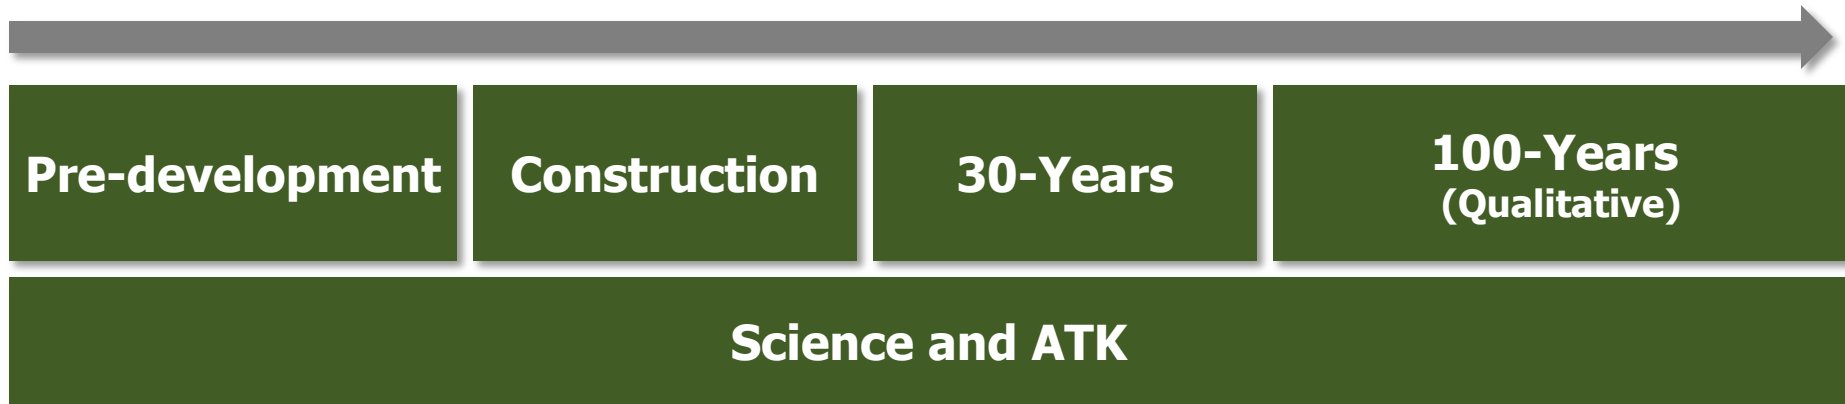 Pre-development
Construction
30-Years
100-Years
(Qualitative)
Science and ATK